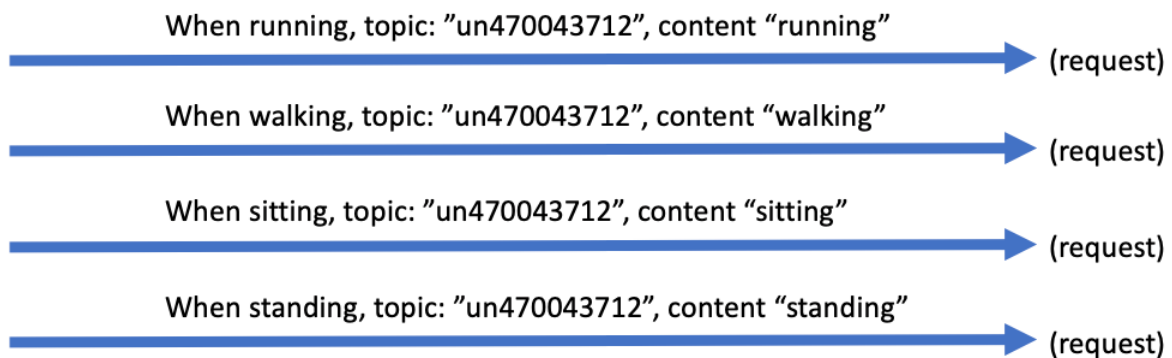 When running, topic: ”un470043712”, content “running”
(request)
When walking, topic: ”un470043712”, content “walking”
(request)
When sitting, topic: ”un470043712”, content “sitting”
(request)
When standing, topic: ”un470043712”, content “standing”
(request)